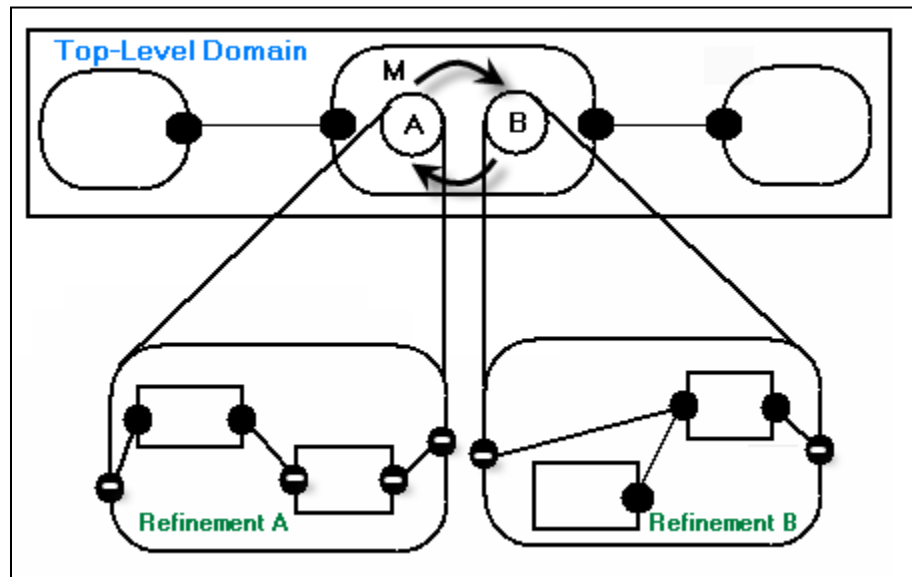 Top-Level Domain
M
A
B
Refinement A
Refinement B